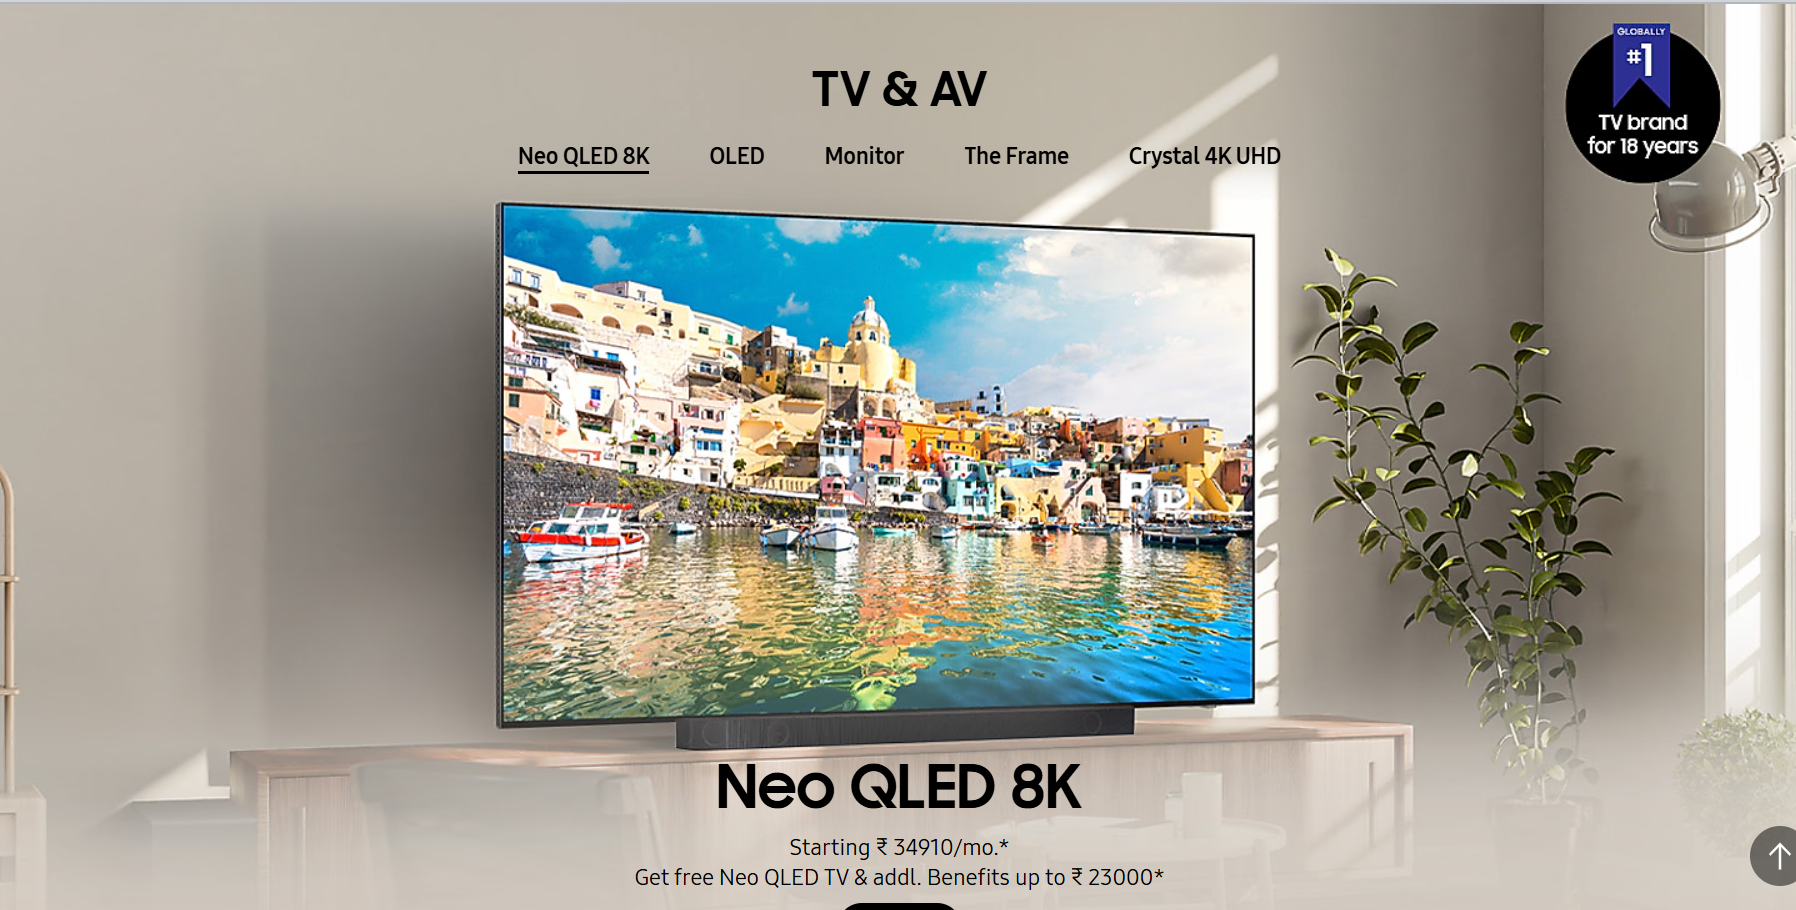 GLOBALLY
#1
TV brand
for 18 years
TV & AV
Neo QLED 8K
OLED
Monitor
The Frame
Crystal 4K UHD
Neo QLED 8K
Starting ₹ 34910/mo.*
Get free Neo QLED TV & addl. Benefits up to ₹ 23000*